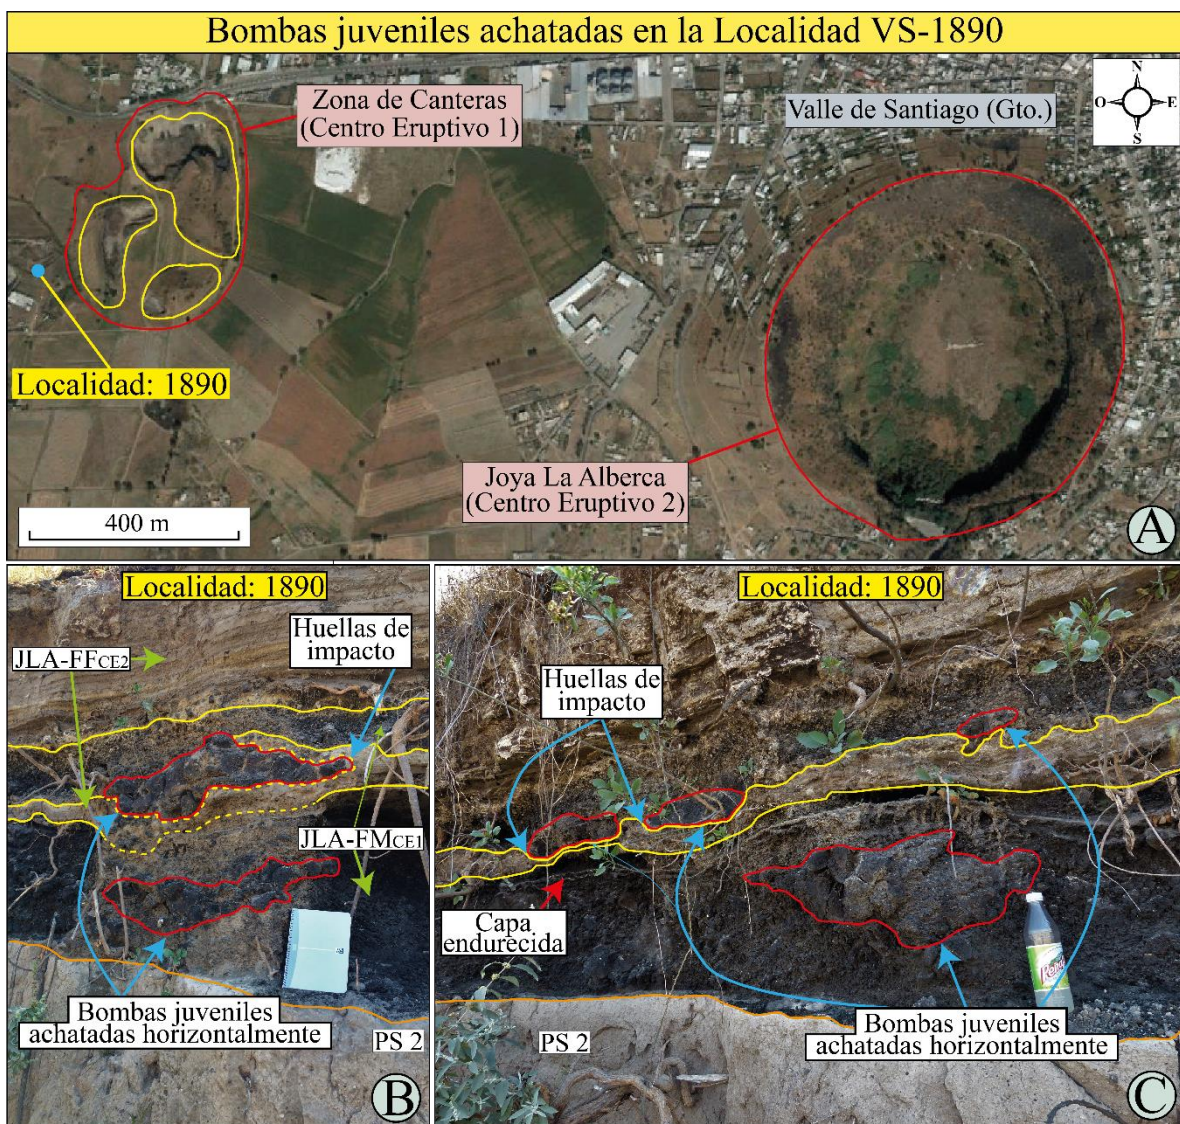 Bombas juveniles achatadas en la Localidad VS-1890
Zona de Canteras
(Centro Eruptivo 1)
Valle de Santiago (Gto.)
N
O
E
S
Localidad: 1890
Joya La Alberca
(Centro Eruptivo 2)
400 m
A
Localidad: 1890
JLA-FFCE2
Huellas de
impacto
JLA-FMCE1
Bombas juveniles
achatadas horizontalmente
PS 2
B
Localidad: 1890
Huellas de
impacto
Capa
endurecida
Bombas juveniles
achatadas horizontalmente
PS 2
C